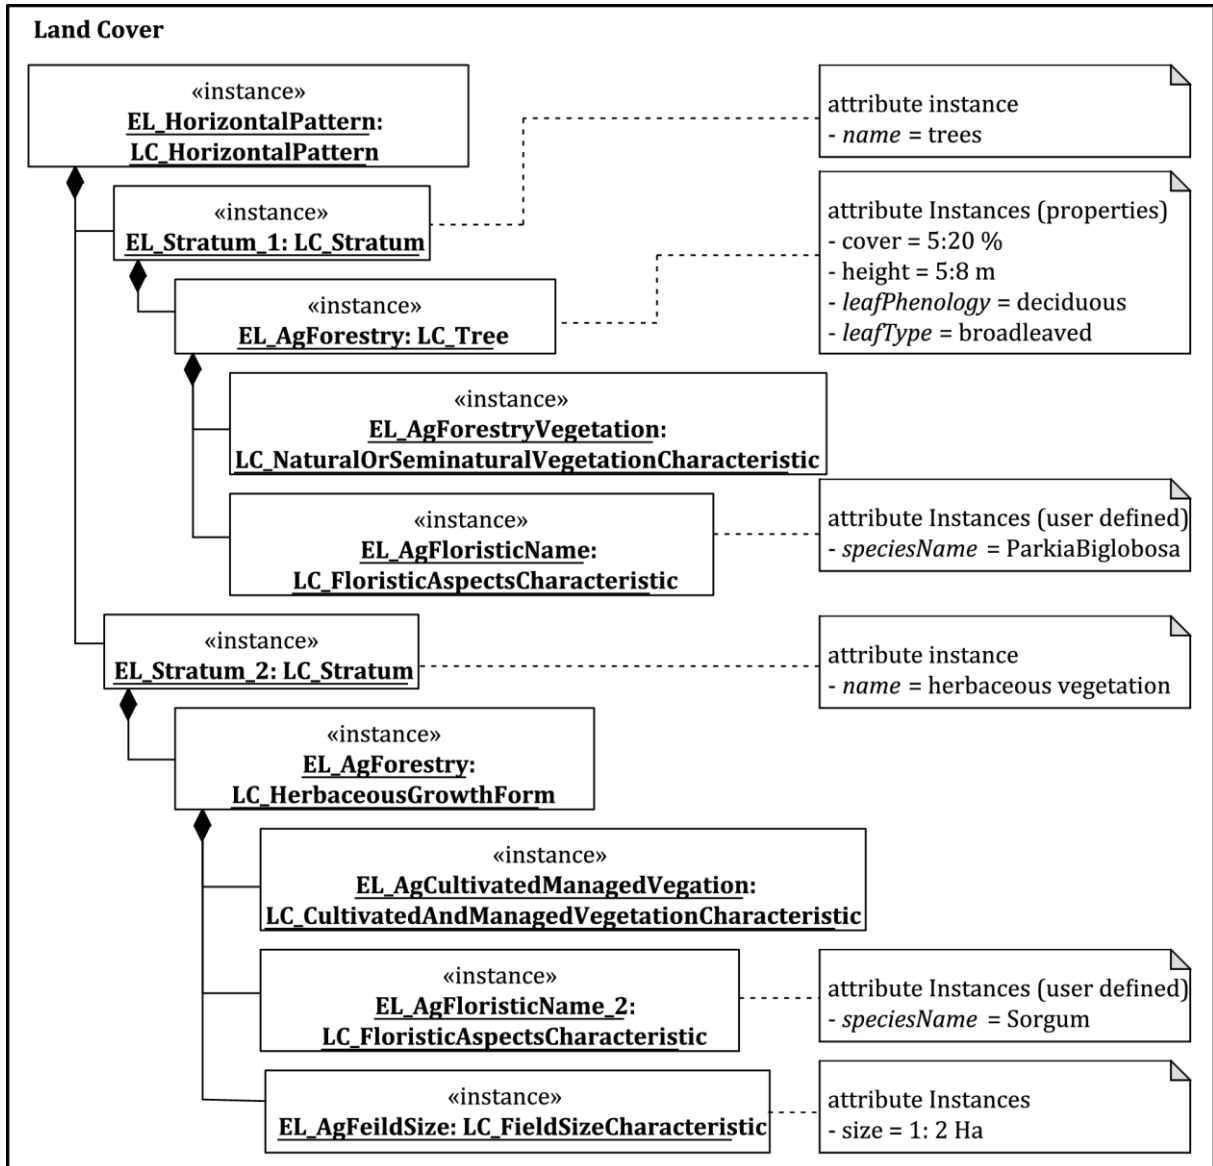 Land Cover
«instance»
EL_HorizontalPattern:
LC_HorizontalPattern
attribute instance
- name = trees
«instance»
EL_Stratum_1: LC_Stratum
attribute Instances (properties)
- cover = 5:20 %
- height = 5:8 m
- leafPhenology = deciduous
- leafType = broadleaved
«instance»
EL_AgForestry: LC_Tree
«instance»
EL_AgForestryVegetation:
LC_NaturalOrSeminaturalVegetationCharacteristic
«instance»
EL_AgFloristicName:
LC_FloristicAspectsCharacteristic
attribute Instances (user defined)
- speciesName = ParkiaBiglobosa
«instance»
EL_Stratum_2: LC_Stratum
attribute instance
- name = herbaceous vegetation
«instance»
EL_AgForestry:
LC_HerbaceousGrowthForm
«instance»
EL_AgCultivatedManagedVegation:
LC_CultivatedAndManagedVegetationCharacteristic
«instance»
EL_AgFloristicName_2:
LC_FloristicAspectsCharacteristic
attribute Instances (user defined)
- speciesName = Sorgum
«instance»
EL_AgFeildSize: LC_FieldSizeCharacteristic
attribute Instances
- size = 1: 2 Ha